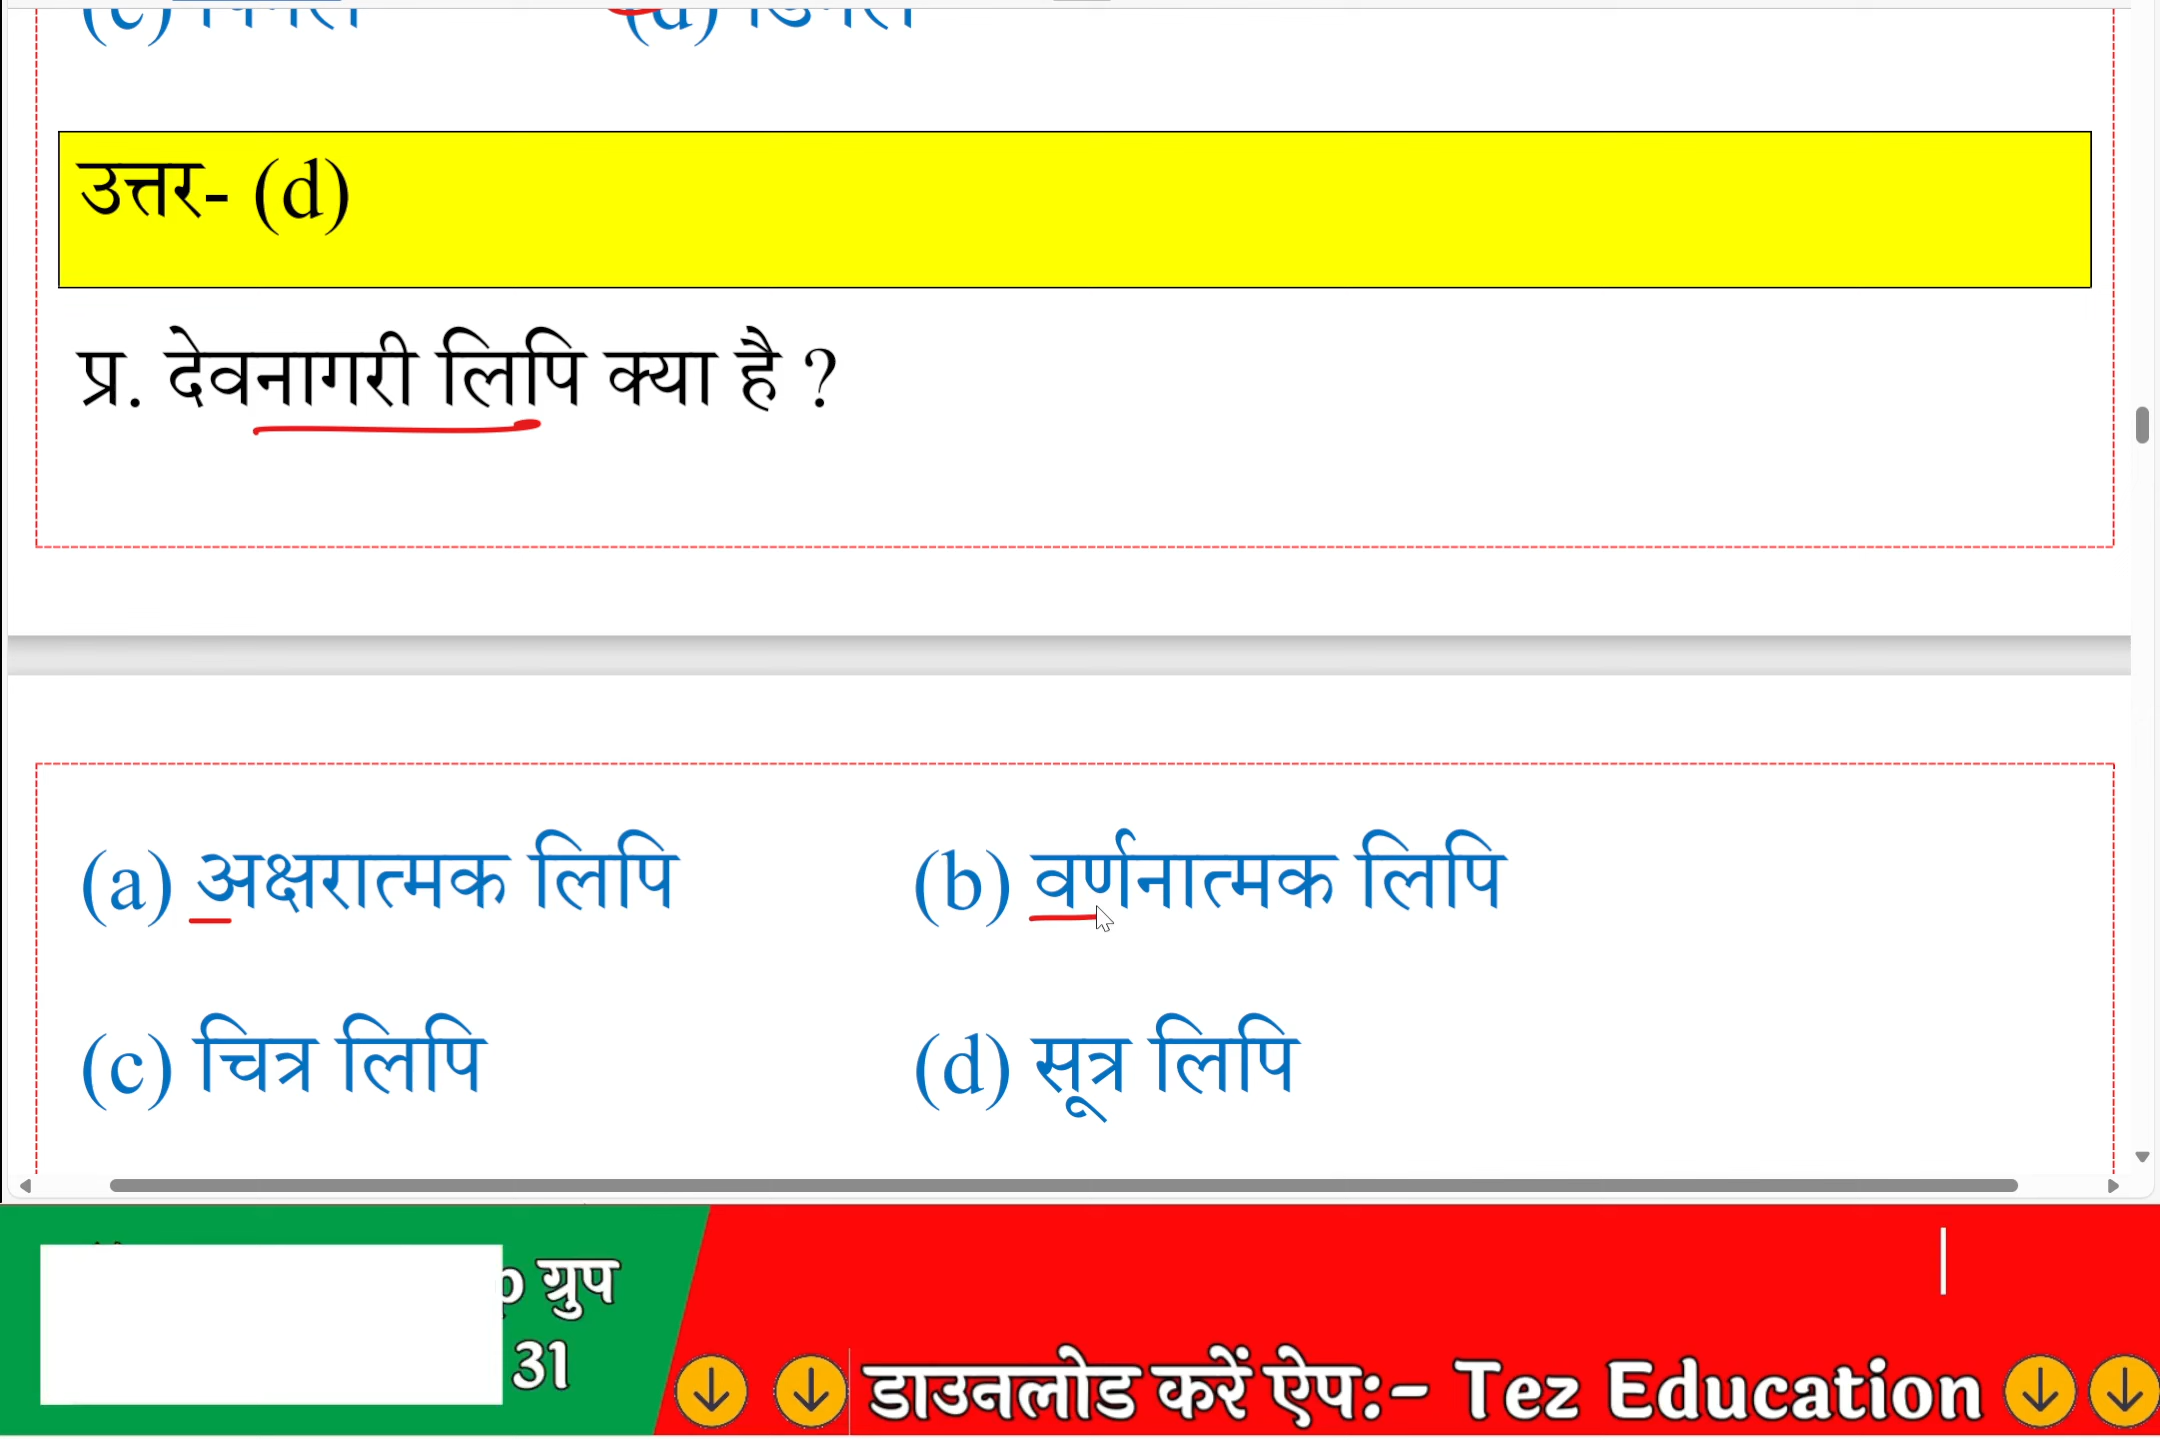 (c) (d)
उत्तर- (d)
प्र. देवनागरी लिपि क्या है ?
(a) अक्षरात्मक लिपि (b) वर्णनात्मक लिपि
(c) चित्र लिपि (d) सूत्र लिपि
ग्रुप
31
डाउनलोड करें ऐप:- Tez Education